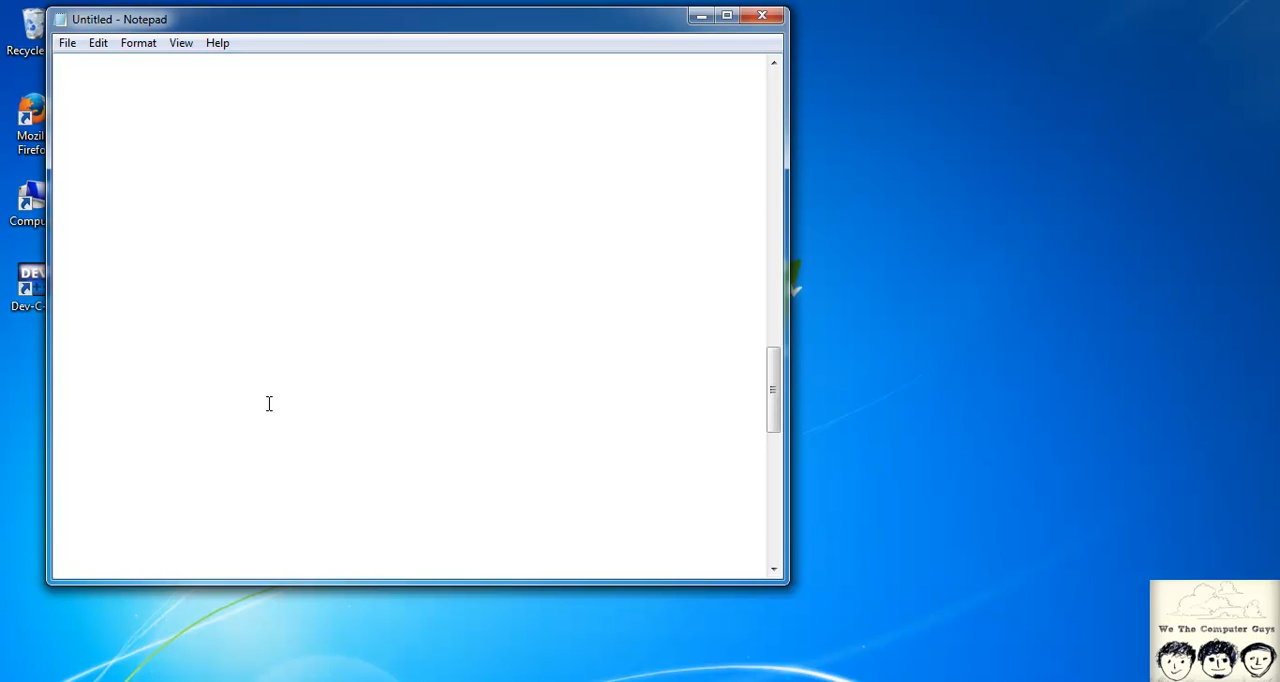 Untitled - Notepad
File Edit Format View Help
Recycle
Mozil
Firefo
Compu
DEV
Dev-C-
We The Computer Guys